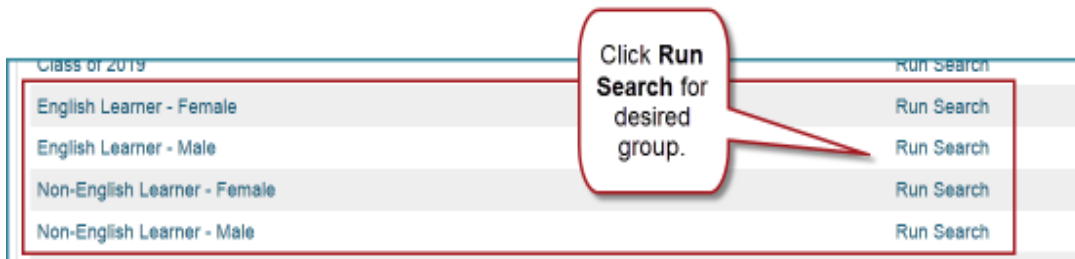 Class of 2019 Run Search
English Learner - Female Run Search
English Learner - Male Run Search
Non-English Learner - Female Run Search
Non-English Learner - Male Run Search
Click Run
Search for
desired
group.